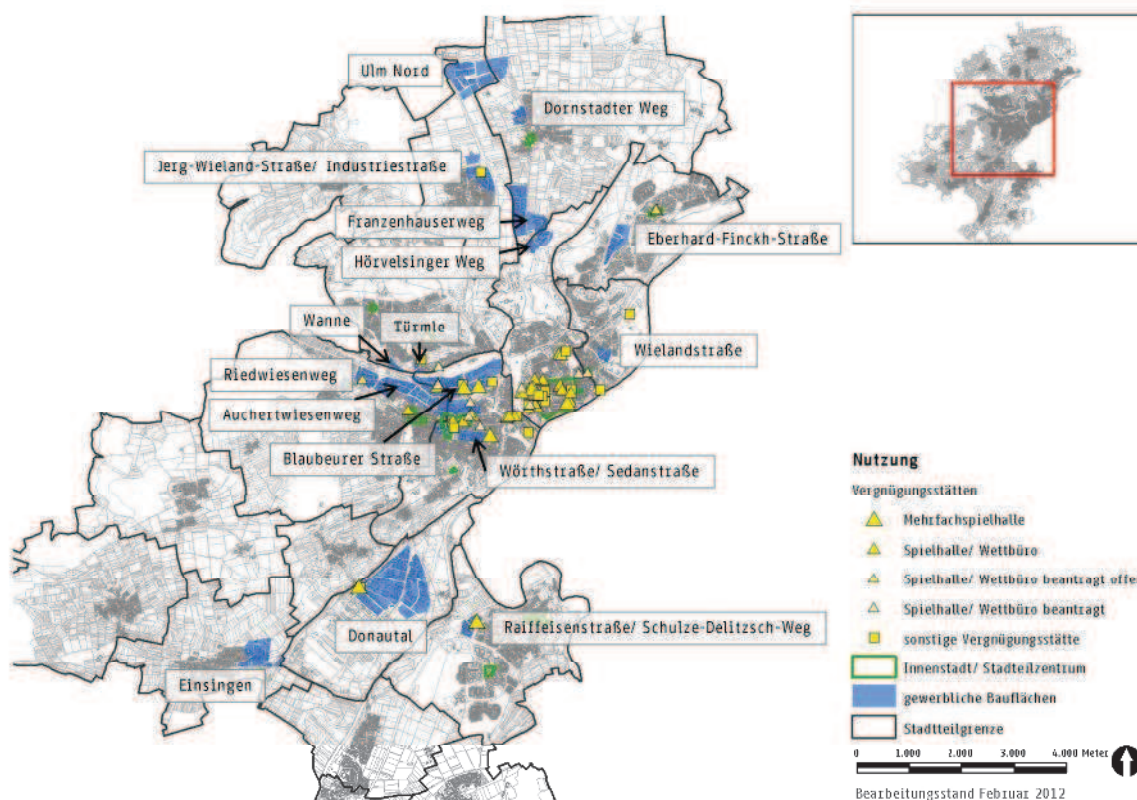 Ulm Nord
Dornstadter Weg
Jerg-Wieland-Straße/ Industriestraße
Franzenhauserweg
Eberhard-Finckh-Straße
Hörvelsinger Weg
Wanne
Türmle
Wielandstraße
Riedwiesenweg
Auchertwiesenweg
Blaubeurer Straße
Wörthstraße/ Sedanstraße
Donautal
Raiffeisenstraße/ Schulze-Delitzsch-Weg
Einsingen
Nutzung
Vergnügungsstätten
Mehrfachspielhalle
Spielhalle/ Wettbüro
Spielhalle/ Wettbüro beantragt offe
Spielhalle/ Wettbüro beantragt
sonstige Vergnügungsstätte
Innenstadt/ Stadtteilzentrum
gewerbliche Bauflächen
Stadtteilgrenze
0 1.000 2.000 3.000 4.000 Meter
Bearbeitungsstand Februar 2012